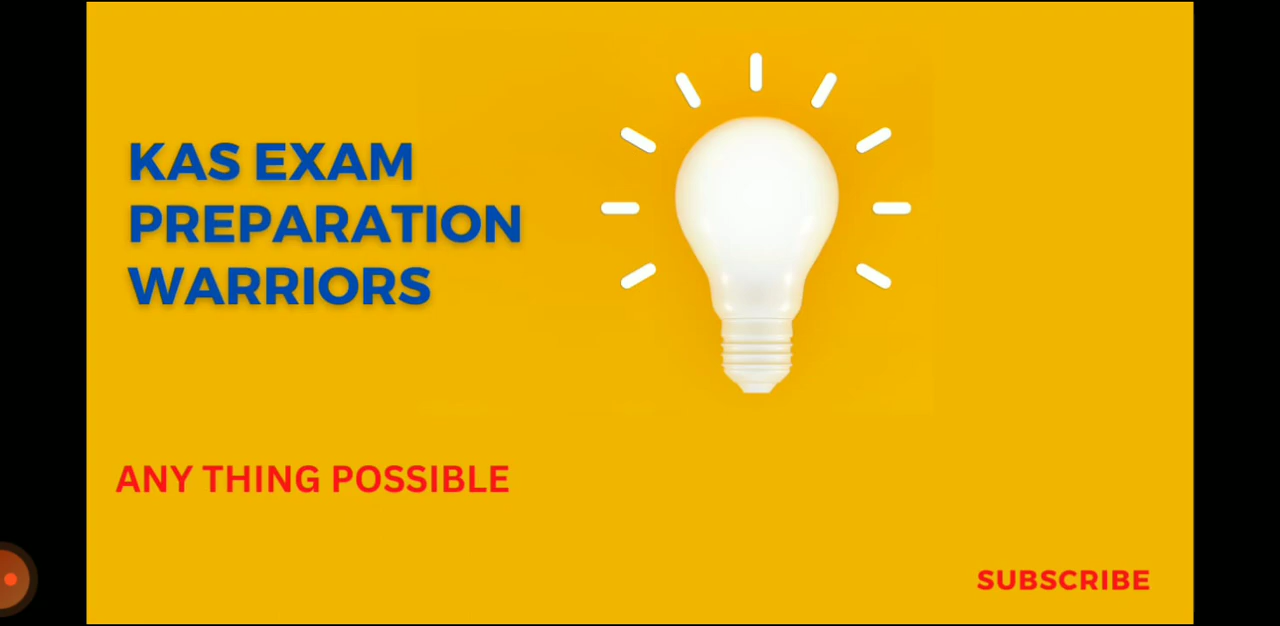 KAS EXAM
PREPARATION
WARRIORS
ANY THING POSSIBLE
SUBSCRIBE